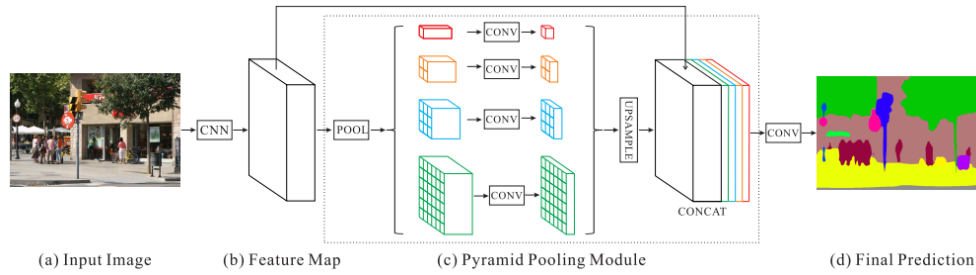 CNN
POOL
CONV
CONV
CONV
CONV
UPSAMPLE
CONCAT
CONV
(a) Input Image
(b) Feature Map
(c) Pyramid Pooling Module
(d) Final Prediction